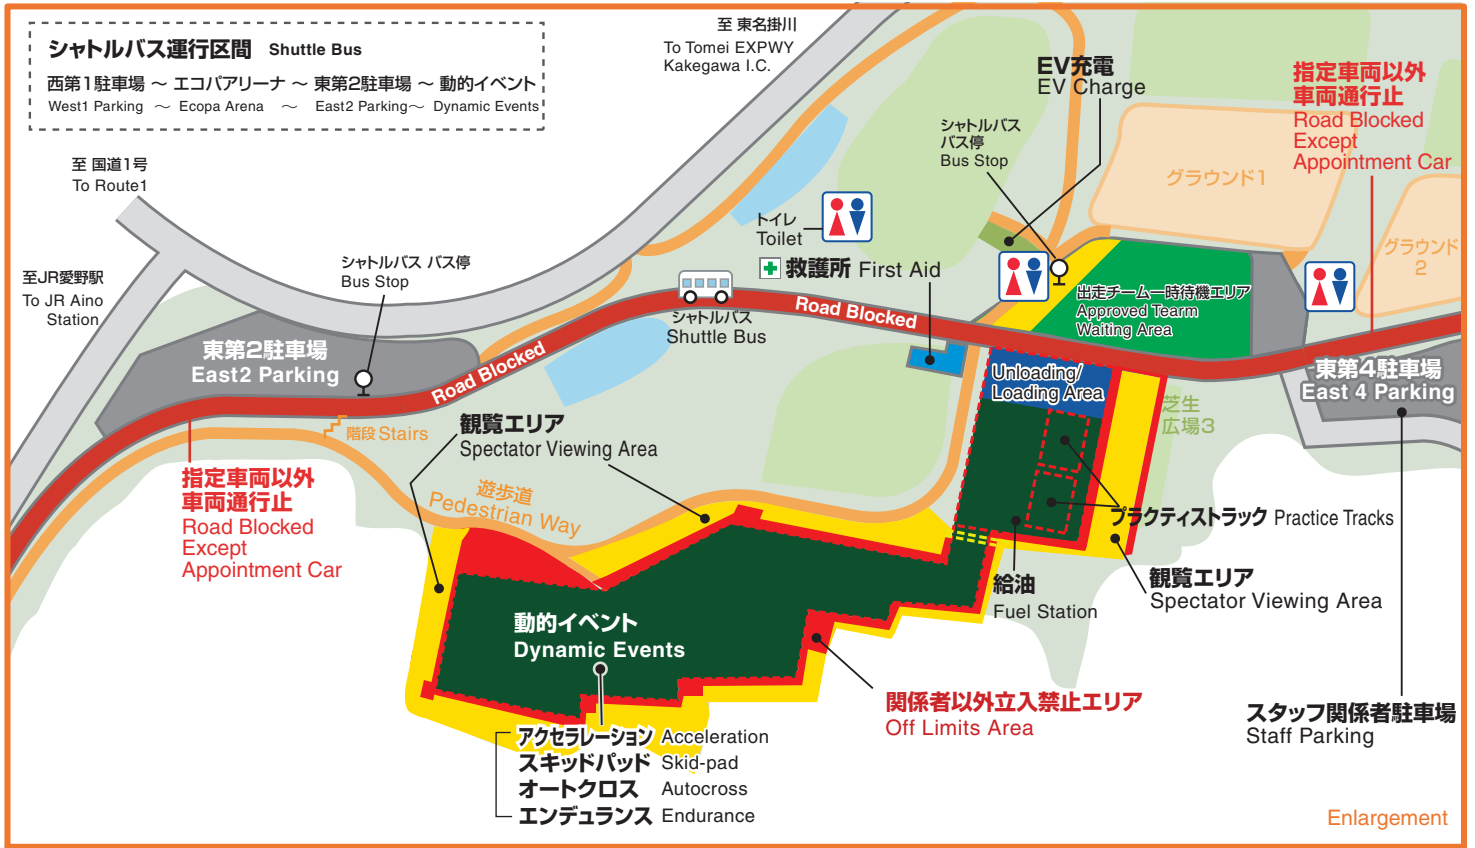 シャトルバス運行区間 Shuttle Bus
西第1駐車場 ～ エコパアリーナ ～ 東第2駐車場 ～ 動的イベント
West1 Parking ～ Ecopa Arena ～ East2 Parking～ Dynamic Events
至 東名掛川
To Tomei EXPWY
Kakegawa I.C.
至 国道1号
To Route1
至JR愛野駅
To JR Aino
Station
シャトルバス バス停
Bus Stop
東第2駐車場
East2 Parking
Road Blocked
階段 Stairs
指定車両以外
車両通行止
Road Blocked
Except
Appointment Car
観覧エリア
Spectator Viewing Area
遊歩道
Pedestrian Way
トイレ
Toilet
救護所 First Aid
シャトルバス
Shuttle Bus
Road Blocked
EV充電
EV Charge
シャトルバス
バス停
Bus Stop
グラウンド1
グラウンド
2
指定車両以外
車両通行止
Road Blocked
Except
Appointment Car
出走チーム一時待機エリア
Approved Tearm
Waiting Area
Unloading/
Loading Area
芝生
広場3
東第4駐車場
East 4 Parking
プラクティストラック Practice Tracks
観覧エリア
Spectator Viewing Area
給油
Fuel Station
動的イベント
Dynamic Events
関係者以外立入禁止エリア
Off Limits Area
スタッフ関係者駐車場
Staff Parking
アクセラレーション Acceleration
スキッドパッド Skid-pad
オートクロス Autocross
エンデュランス Endurance
Enlargement